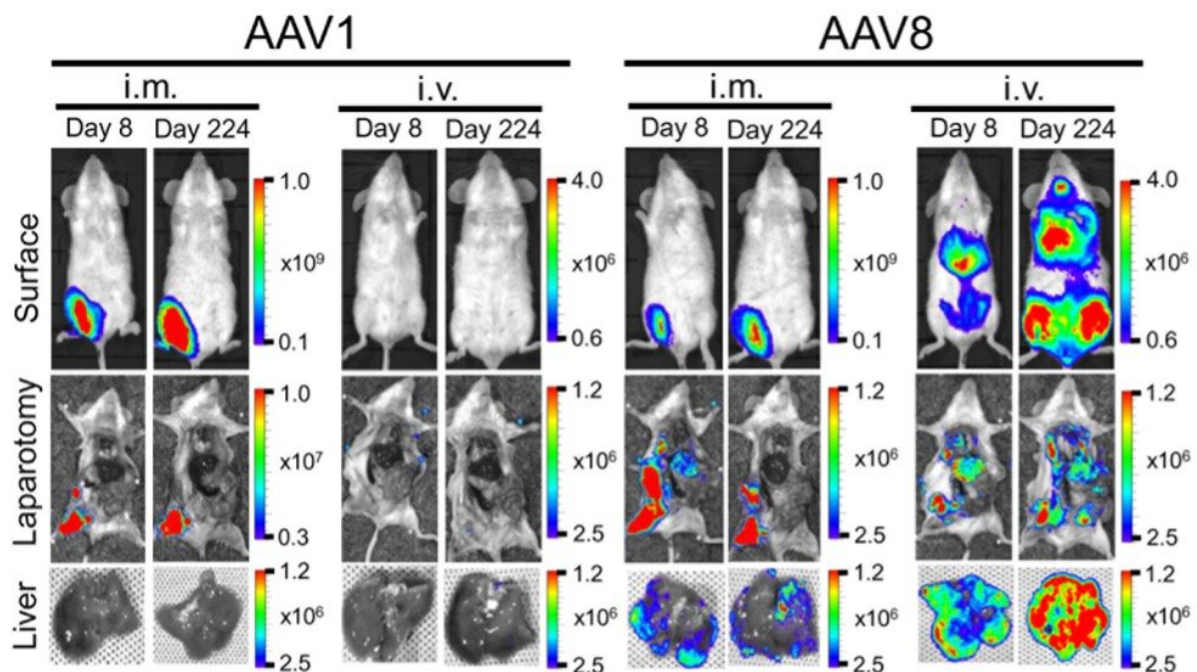 AAV1 AAV8
i.m. i.v. i.m. i.v.
Day 8 Day 224 Day 8 Day 224 Day 8 Day 224 Day 8 Day 224
Surface
1.0 4.0 1.0 4.0
x10⁹ x10⁶ x10⁹ x10⁶
0.1 0.6 0.1 0.6
Laparotomy
1.0 1.2 1.2 1.2
x10⁷ x10⁶ x10⁶ x10⁶
0.3 2.5 2.5 2.5
Liver
1.2 1.2 1.2 1.2
x10⁶ x10⁶ x10⁶ x10⁶
2.5 2.5 2.5 2.5